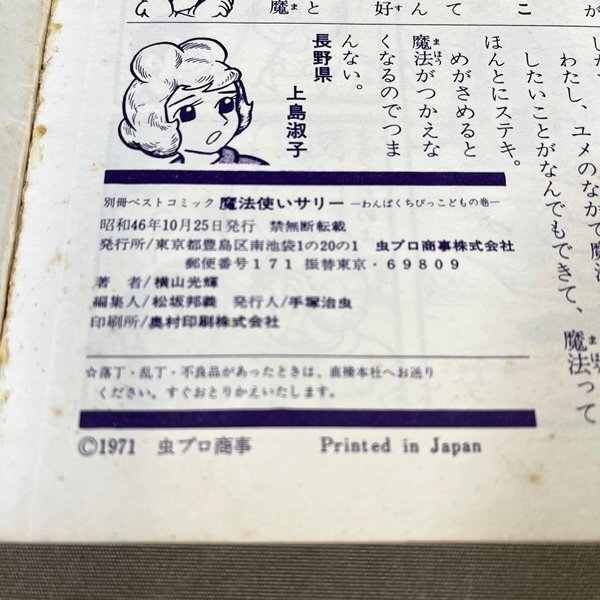 したいことがなんでもできて、魔法って
ほんとにステキ。
めがさめると
魔法がつかえな
くなるのでつま
んない。
長野県 上島淑子
別冊ベストコミック 魔法使いサリー ―わんぱくちびっこどもの巻―
昭和46年10月25日発行 禁無断転載
発行所/東京都豊島区南池袋1の20の1 虫プロ商事株式会社
郵便番号171 振替東京・69809
著者/横山光輝
編集人/松坂邦義 発行人/手塚治虫
印刷所/奥村印刷株式会社
☆落丁・乱丁・不良品があったときは、直接本社へお送り
ください。すぐおとりかえいたします。
©1971 虫プロ商事 Printed in Japan